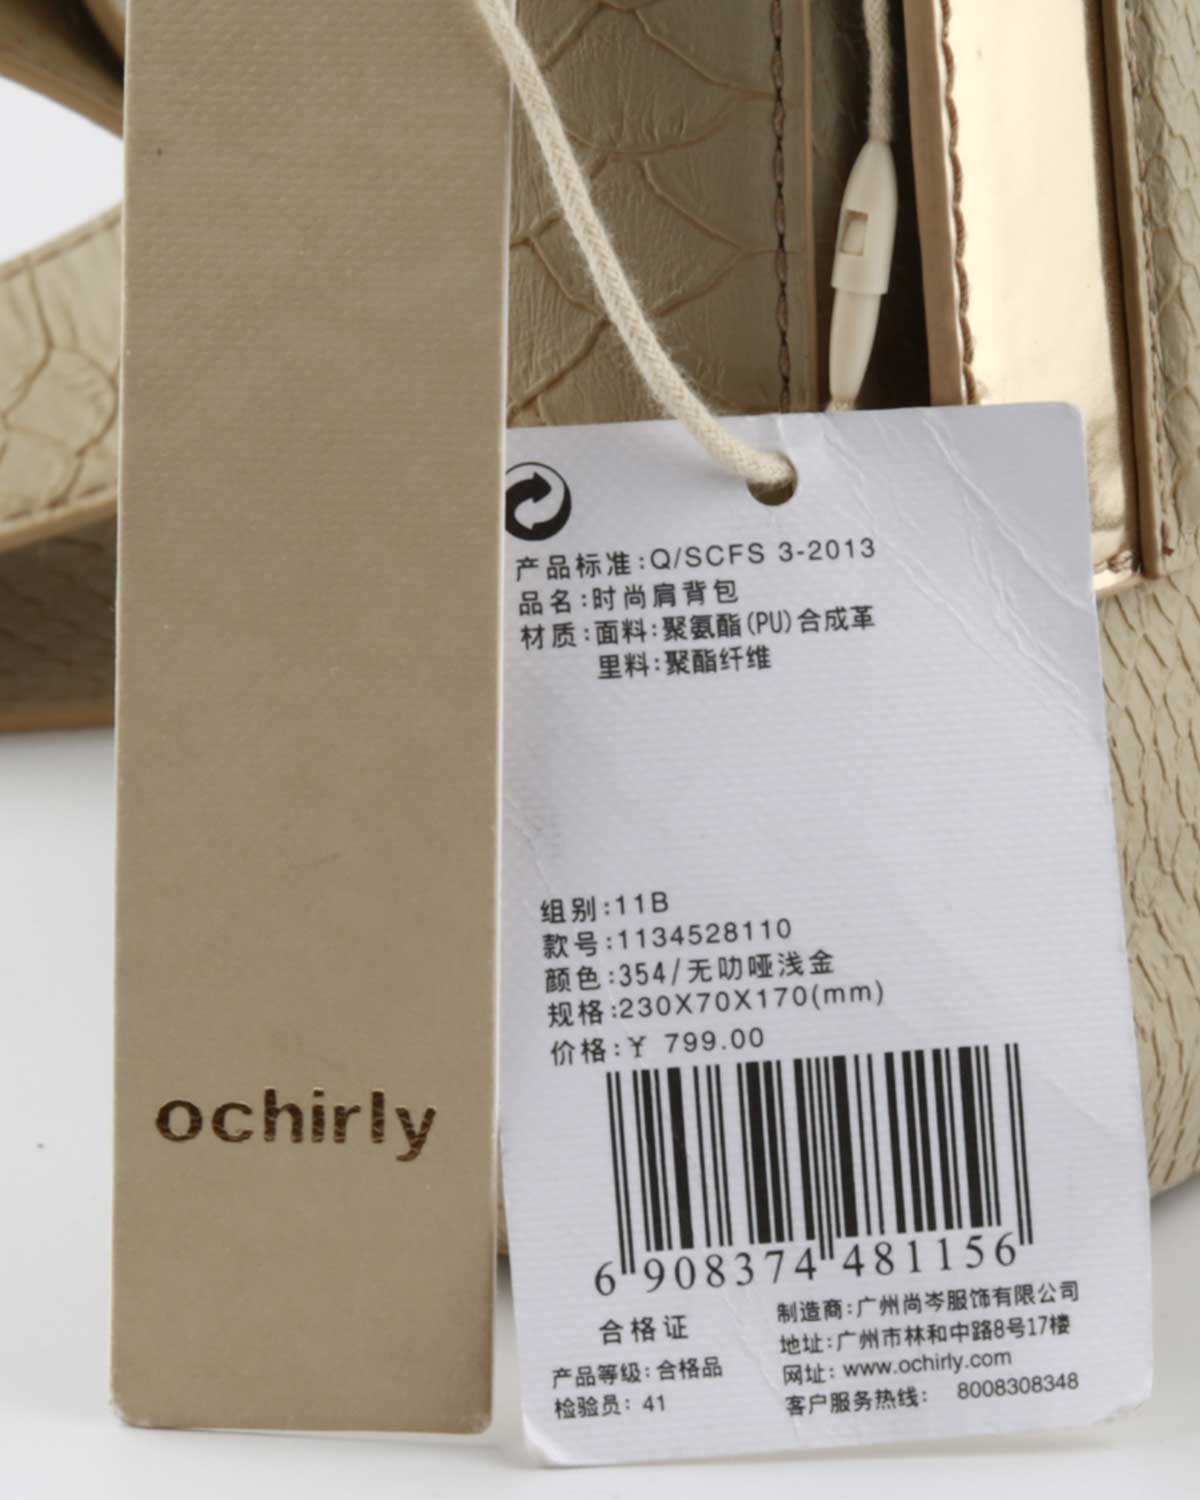 产品标准:Q/SCFS 3-2013
品名:时尚肩背包
材质:面料:聚氨酯(PU)合成革
里料:聚酯纤维
组别:11B
款号:1134528110
颜色:354/无叻哑浅金
规格:230X70X170(mm)
价格:¥ 799.00
ochirly
6 908374 481156
合格证
产品等级:合格品
检验员: 41
制造商:广州尚岑服饰有限公司
地址:广州市林和中路8号17楼
网址: www.ochirly.com
客户服务热线: 8008308348